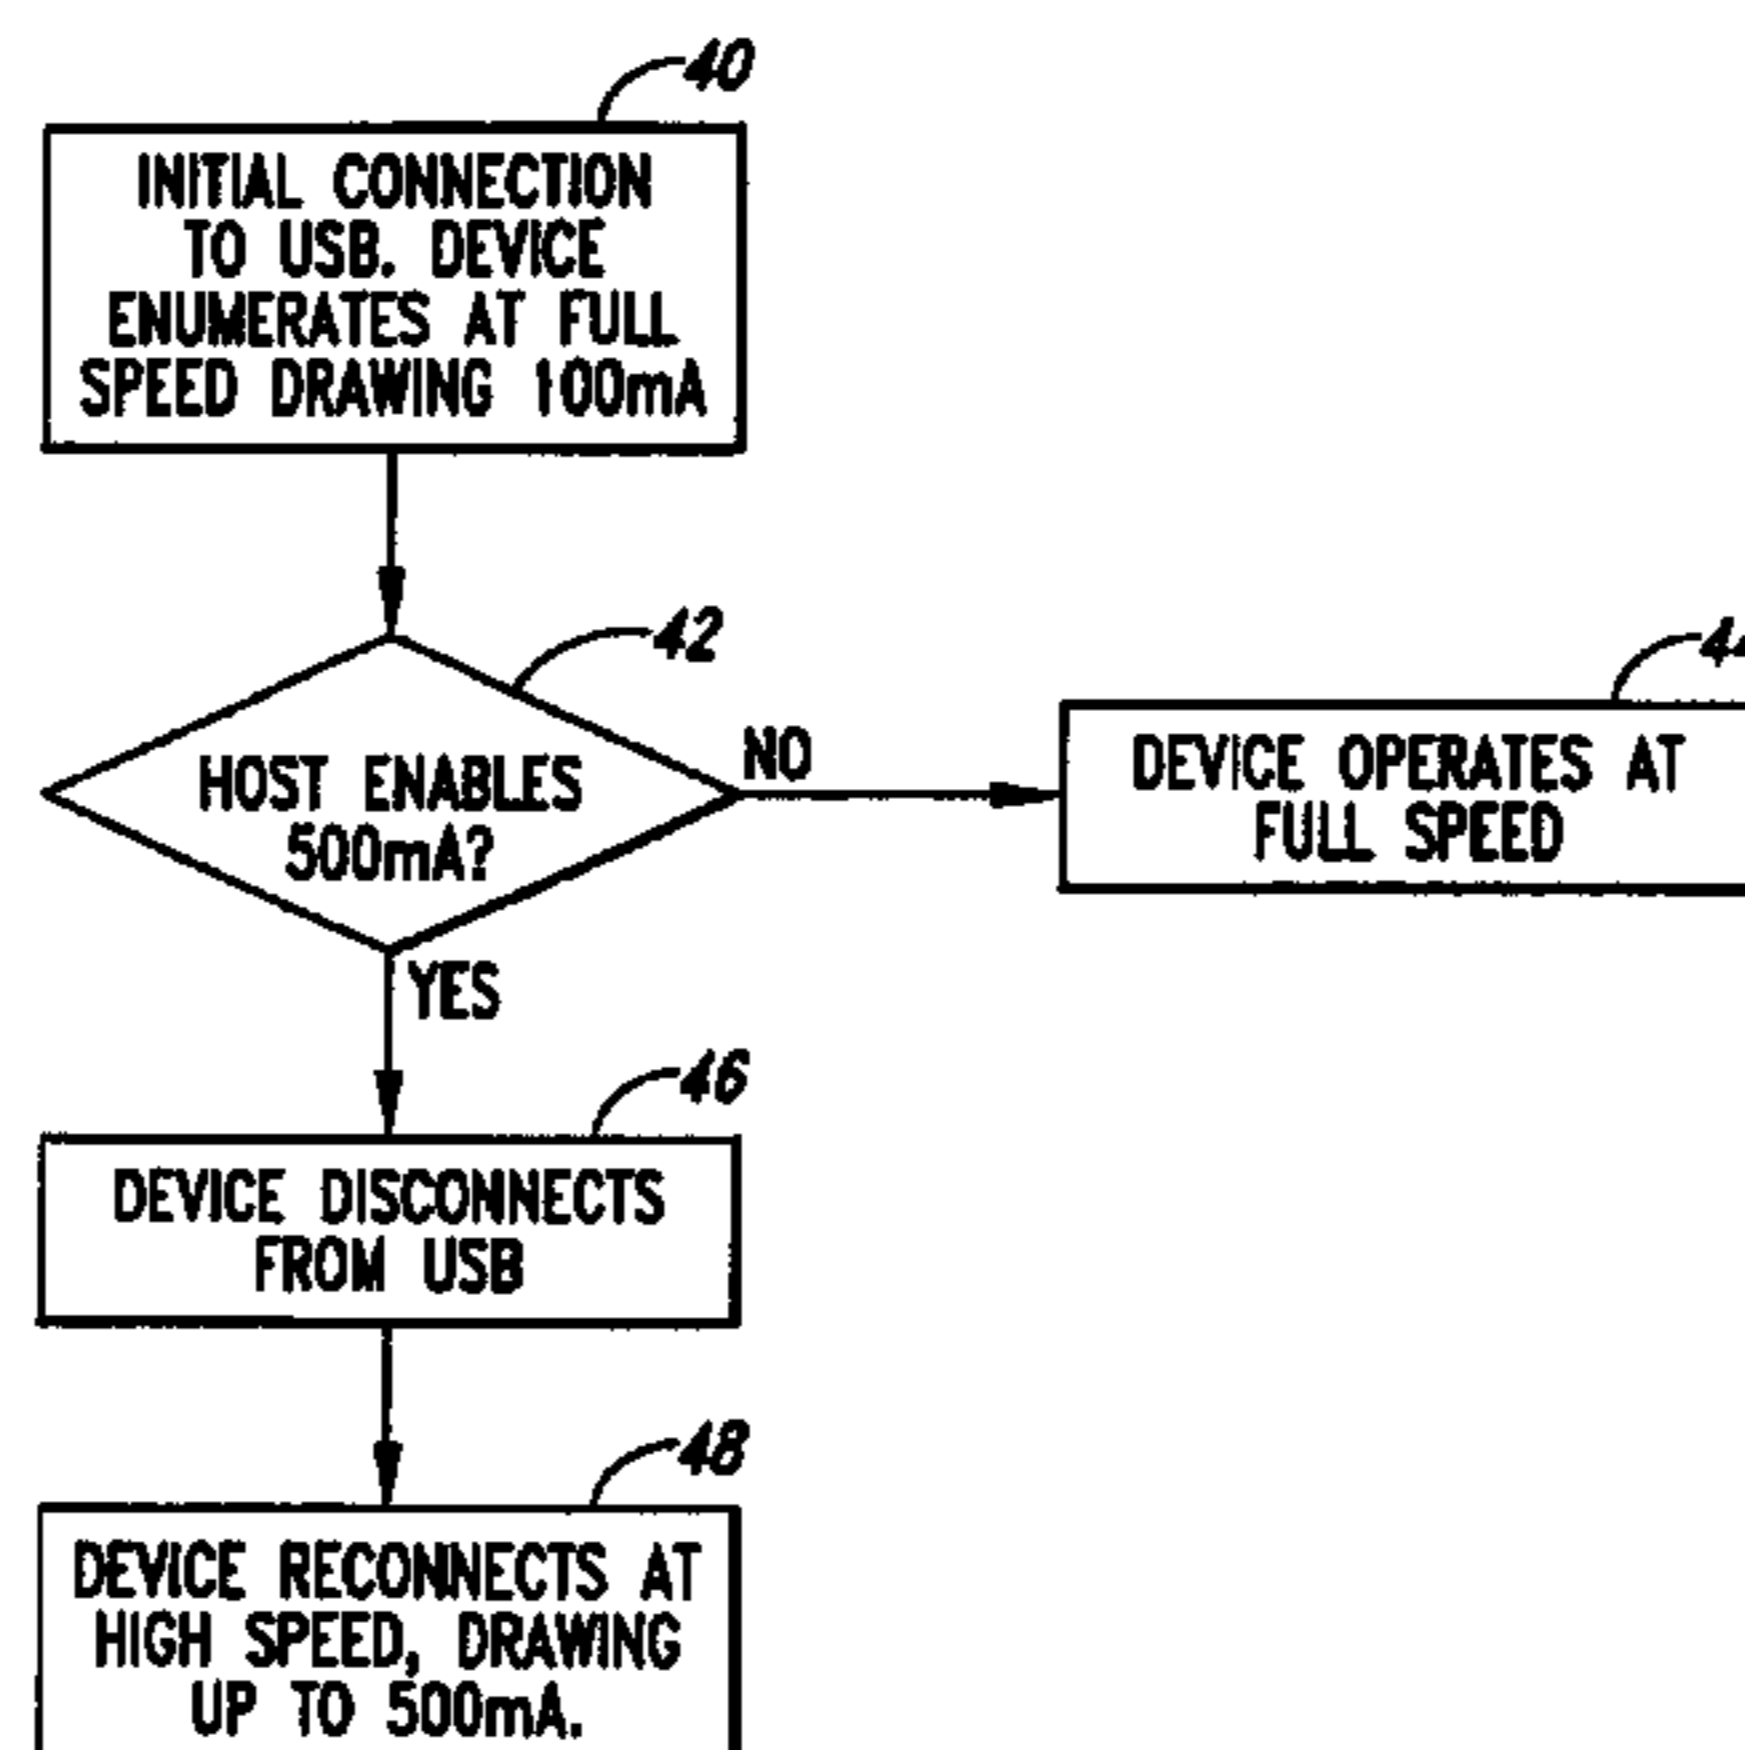 40
INITIAL CONNECTION
TO USB. DEVICE
ENUMERATES AT FULL
SPEED DRAWING 100mA
42
HOST ENABLES
500mA?
NO
DEVICE OPERATES AT
FULL SPEED
YES
46
DEVICE DISCONNECTS
FROM USB
48
DEVICE RECONNECTS AT
HIGH SPEED, DRAWING
UP TO 500mA.